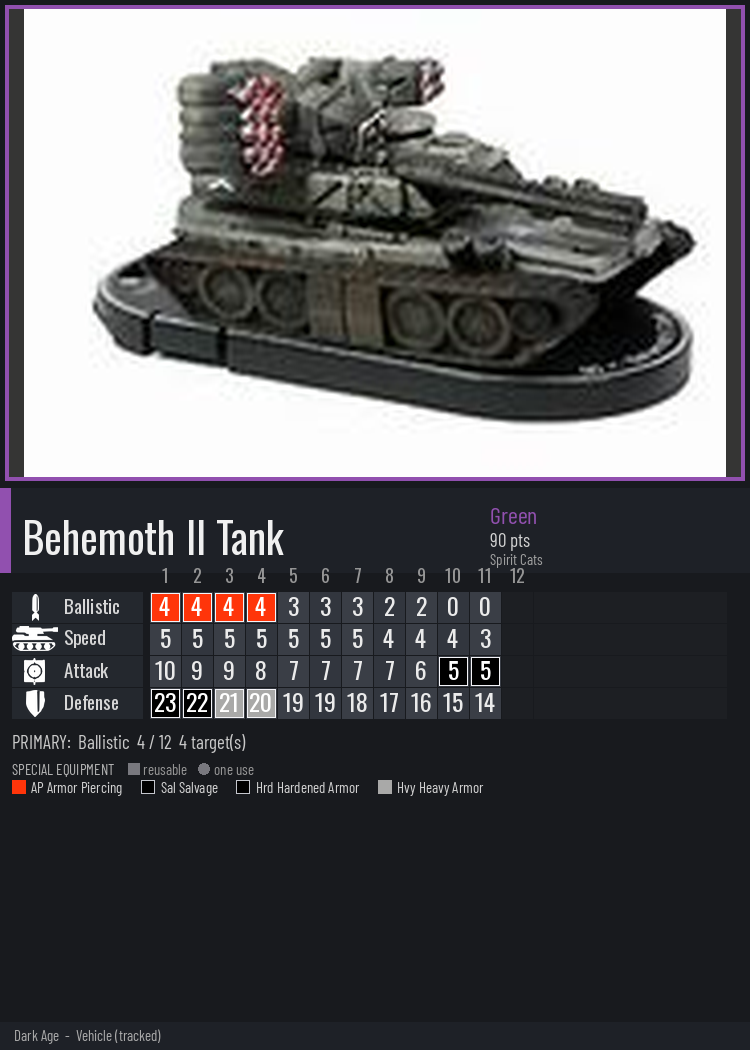 Behemoth II Tank
Green
90 pts
Spirit Cats
1 2 3 4 5 6 7 8 9 10 11 12
Ballistic 4 4 4 4 3 3 3 2 2 0 0
Speed 5 5 5 5 5 5 5 4 4 4 3
Attack 10 9 9 8 7 7 7 7 6 5 5
Defense 23 22 21 20 19 19 18 17 16 15 14
PRIMARY: Ballistic 4 / 12 4 target(s)
SPECIAL EQUIPMENT reusable one use
AP Armor Piercing Sal Salvage Hrd Hardened Armor Hvy Heavy Armor
Dark Age - Vehicle (tracked)